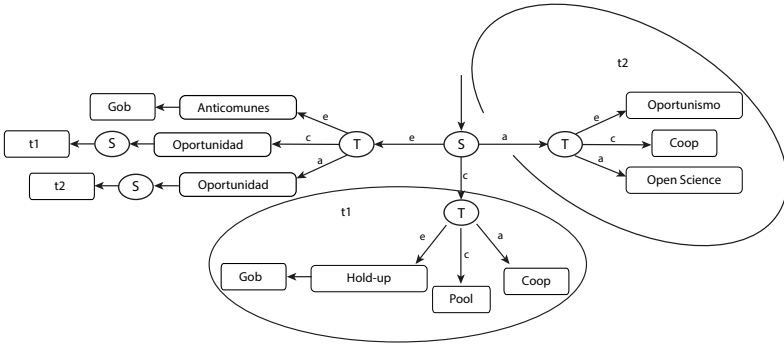 t2
Oportunismo
Gob
Anticomunes
e
e
t1
S
Oportunidad
c
T
e
S
a
T
c
Coop
a
a
t2
S
Oportunidad
c
Open Science
T
t1
e
a
c
Gob
Hold-up
Coop
Pool